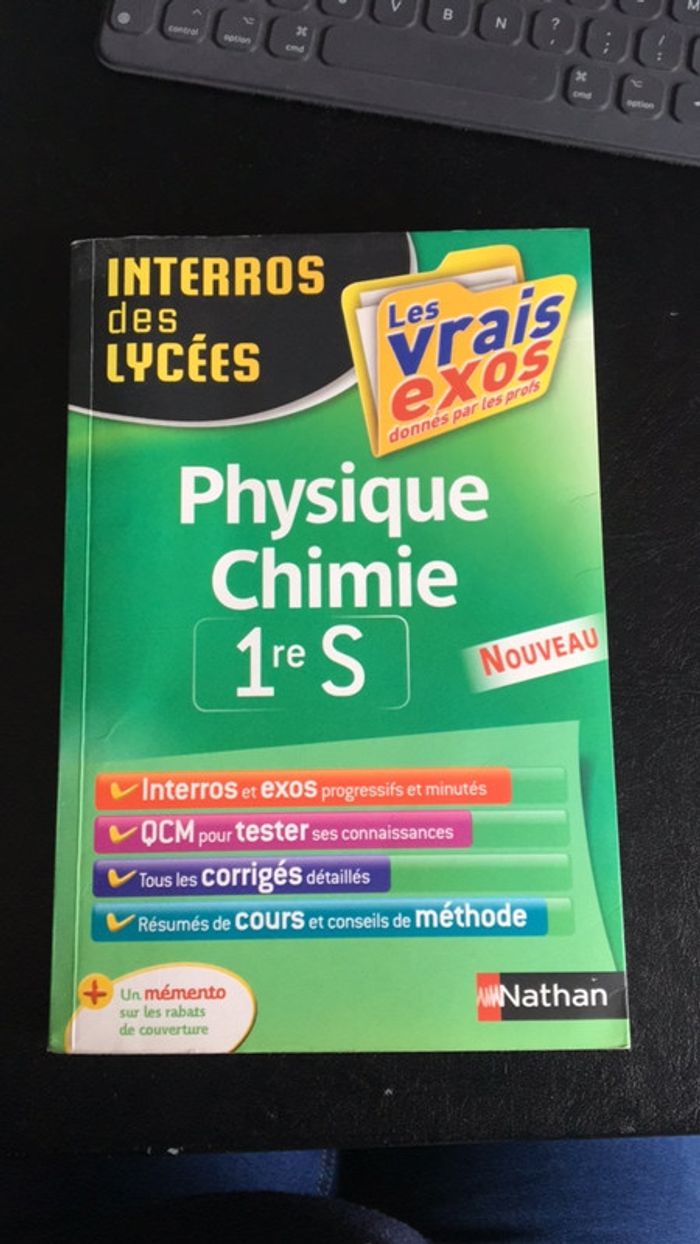 V B N ? , ; . / :
control option cmd cmd option
INTERROS
des
LYCÉES
Les
vrais
exos
donnés par les profs
Physique
Chimie
1re S
NOUVEAU
Interros et exos progressifs et minutés
QCM pour tester ses connaissances
Tous les corrigés détaillés
Résumés de cours et conseils de méthode
+ Un mémento
sur les rabats
de couverture
Nathan